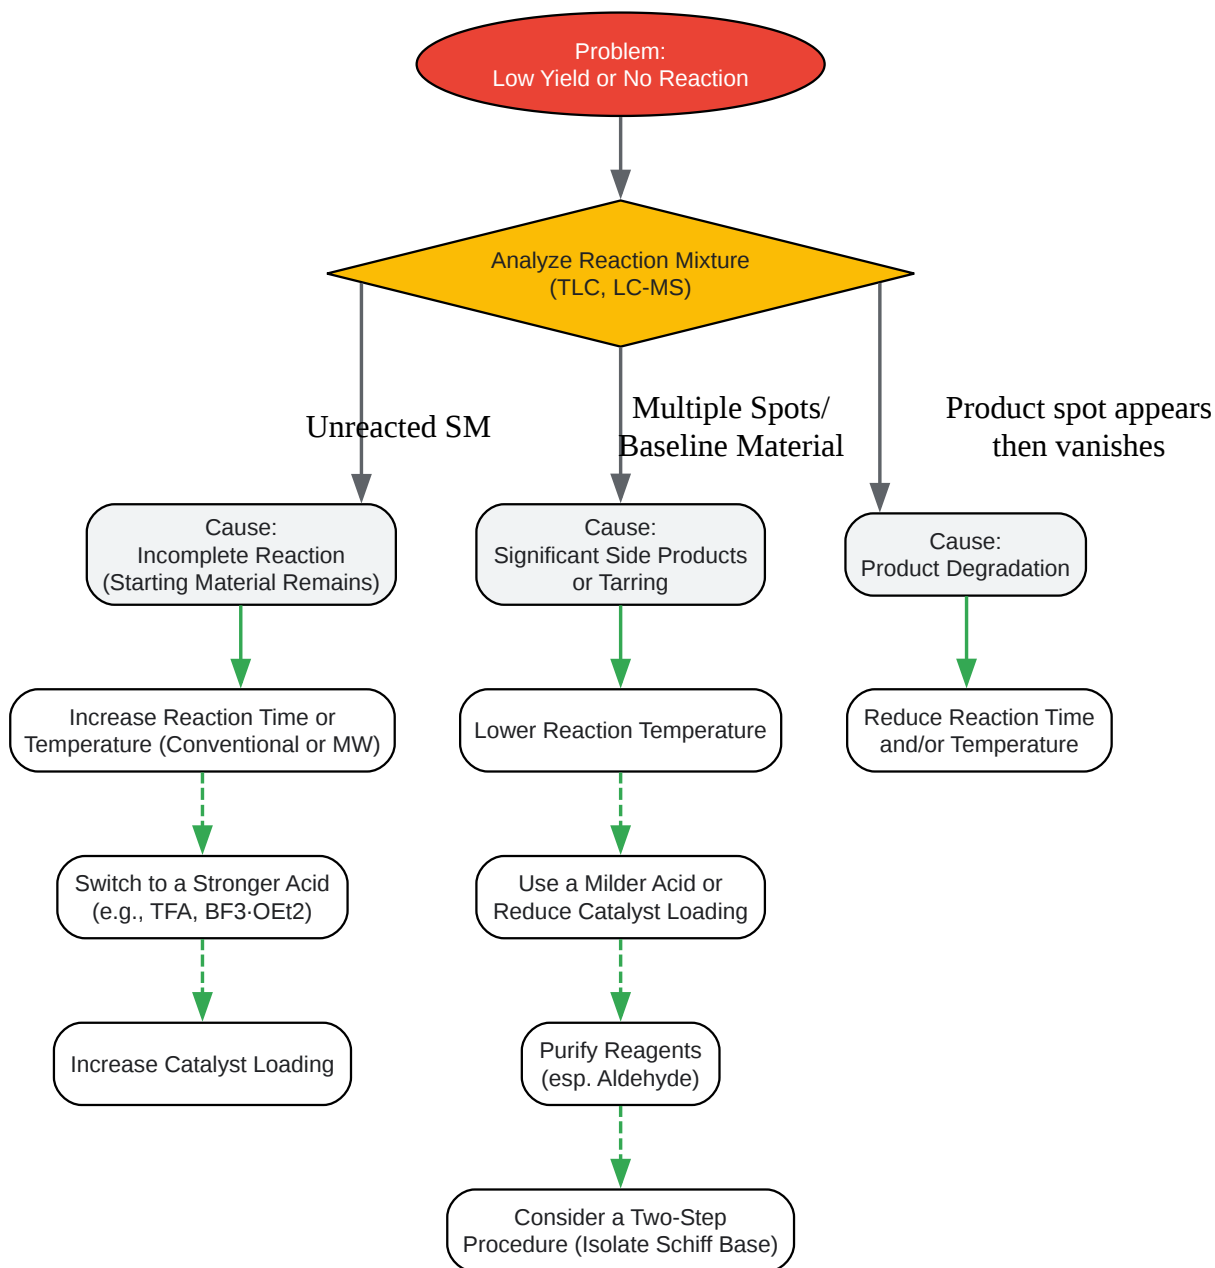 Problem:
Low Yield or No Reaction
Analyze Reaction Mixture
(TLC, LC-MS)
Unreacted SM
Multiple Spots/
Baseline Material
Product spot appears
then vanishes
Cause:
Incomplete Reaction
(Starting Material Remains)
Cause:
Significant Side Products
or Tarring
Cause:
Product Degradation
Increase Reaction Time or
Temperature (Conventional or MW)
Lower Reaction Temperature
Reduce Reaction Time
and/or Temperature
Switch to a Stronger Acid
(e.g., TFA, BF3·OEt2)
Use a Milder Acid or
Reduce Catalyst Loading
Increase Catalyst Loading
Purify Reagents
(esp. Aldehyde)
Consider a Two-Step
Procedure (Isolate Schiff Base)